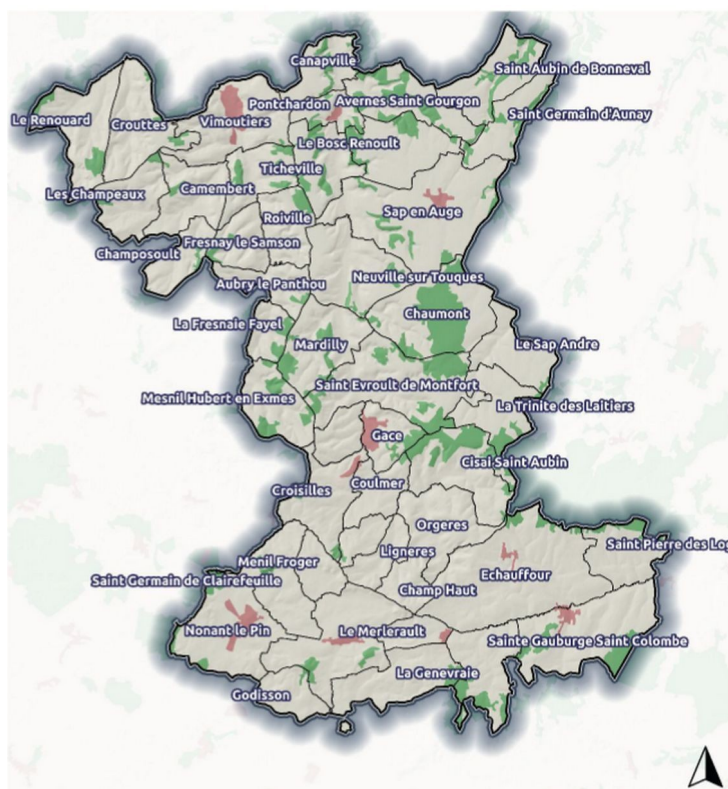 Canapville
Saint Aubin de Bonneval
Pontchardon
Avernes Saint Gourgon
Le Renouard
Crouttes
Vimoutiers
Saint Germain d'Aunay
Le Bosc Renoult
Ticheville
Les Champeaux
Camembert
Roiville
Sap en Auge
Champosoult
Fresnay le Samson
Aubry le Panthou
Neuville sur Touques
Chaumont
La Fresnaie Fayel
Mardilly
Le Sap Andre
Saint Evroult de Montfort
Mesnil Hubert en Exmes
La Trinite des Laitiers
Gace
Cisai Saint Aubin
Coulmer
Croisilles
Orgeres
Ligneres
Saint Pierre des Log
Menil Froger
Echauffour
Saint Germain de Clairefeuille
Champ Haut
Nonant le Pin
Le Merlerault
Sainte Gauburge Saint Colombe
La Genevraie
Godisson